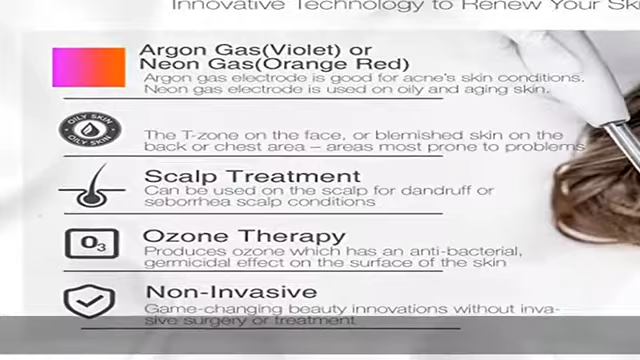 Innovative Technology to Renew Your Ski
Argon Gas(Violet) or
Neon Gas(Orange Red)
Argon gas electrode is good for acne's skin conditions.
Neon gas electrode is used on oily and aging skin.
OILY SKIN
OILY SKIN
The T-zone on the face, or blemished skin on the
back or chest area – areas most prone to problems
Scalp Treatment
Can be used on the scalp for dandruff or
seborrhea scalp conditions
O3
Ozone Therapy
Produces ozone which has an anti-bacterial,
germicidal effect on the surface of the skin
Non-Invasive
Game-changing beauty innovations without inva-
sive surgery or treatment